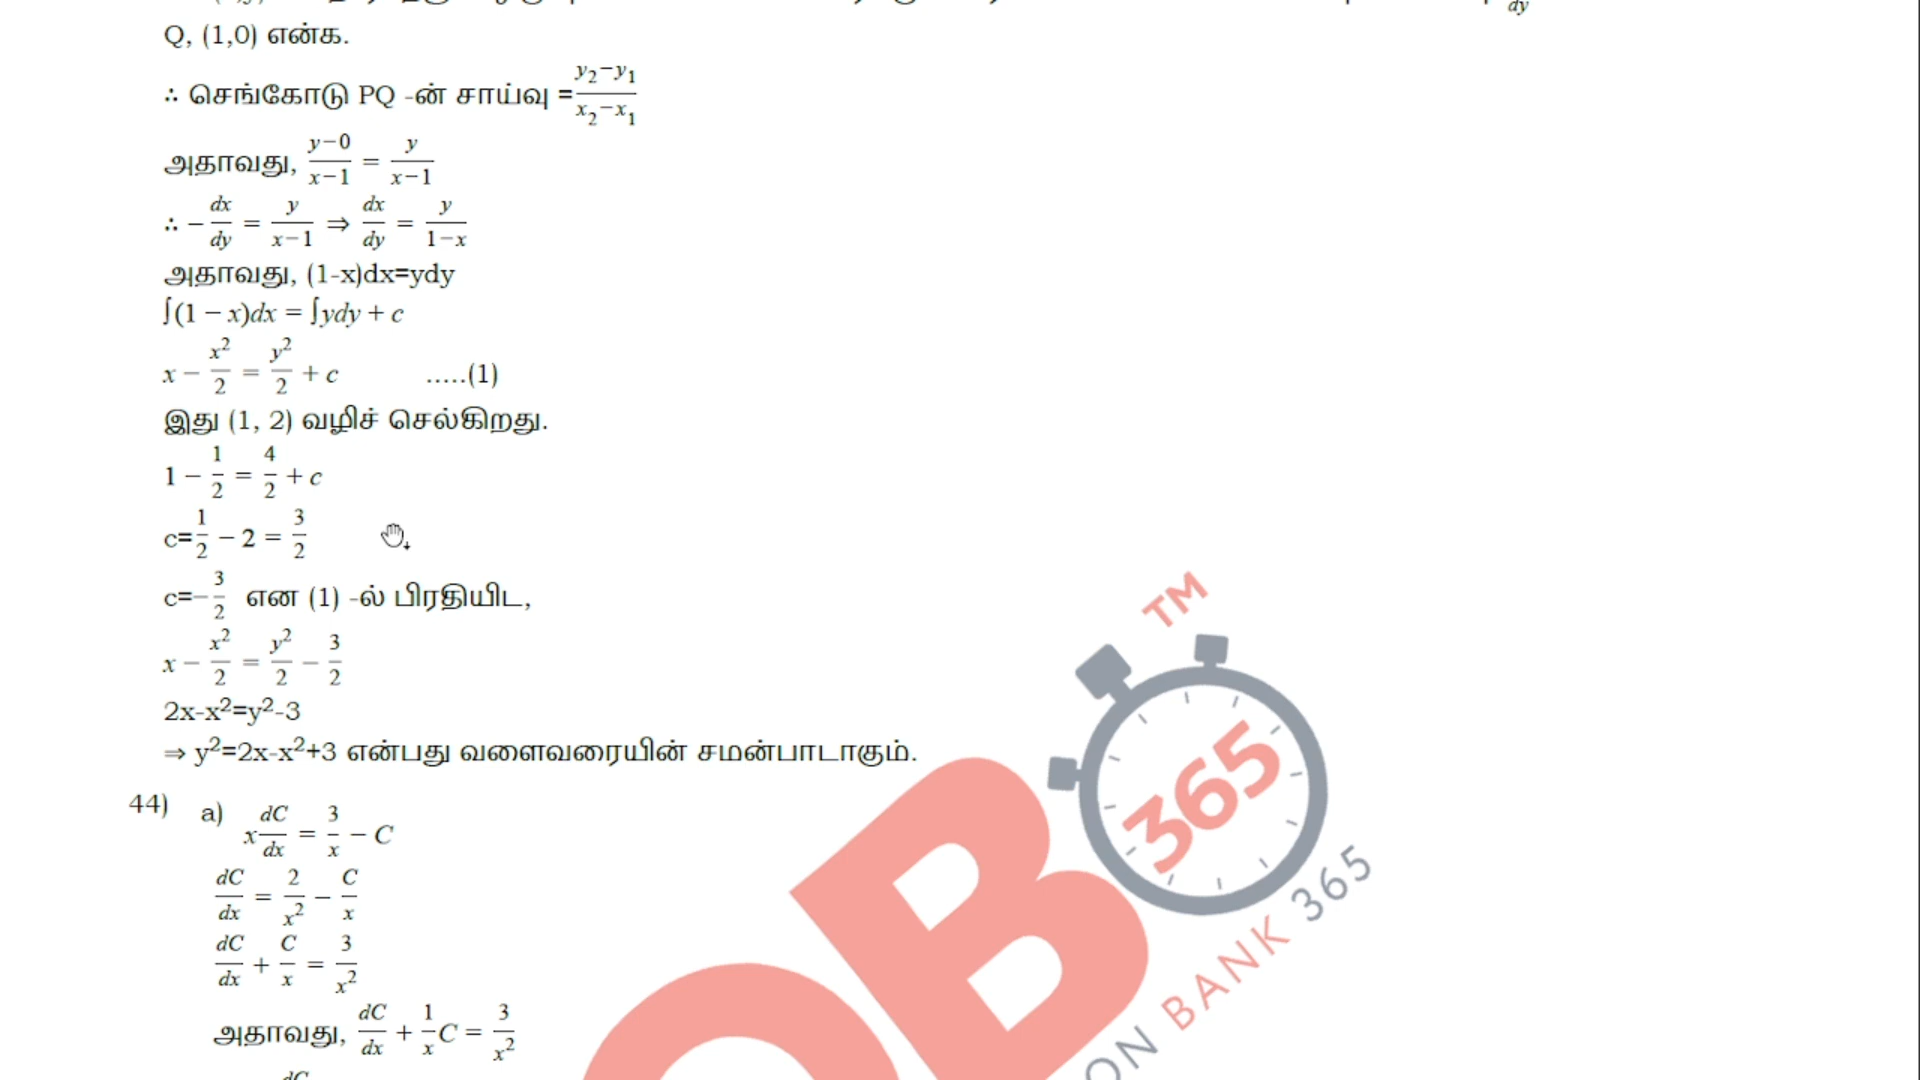 dy
Q, (1,0) என்க.
∴ செங்கோடு PQ -ன் சாய்வு = (y₂−y₁)/(x₂−x₁)
அதாவது, (y−0)/(x−1) = y/(x−1)
∴ − dx/dy = y/(x−1) ⇒ dx/dy = y/(1−x)
அதாவது, (1-x)dx=ydy
∫(1 − x)dx = ∫ydy + c
x − x²/2 = y²/2 + c .....(1)
இது (1, 2) வழிச் செல்கிறது.
1 − 1/2 = 4/2 + c
c=1/2 − 2 = 3/2
c=−3/2 என (1) -ல் பிரதியிட,
x − x²/2 = y²/2 − 3/2
2x-x²=y²-3
⇒ y²=2x-x²+3 என்பது வளைவரையின் சமன்பாடாகும்.
44) a) x dC/dx = 3/x − C
dC/dx = 2/x² − C/x
dC/dx + C/x = 3/x²
அதாவது, dC/dx + 1/x C = 3/x²
dC
TM
365
QB
ON BANK 365